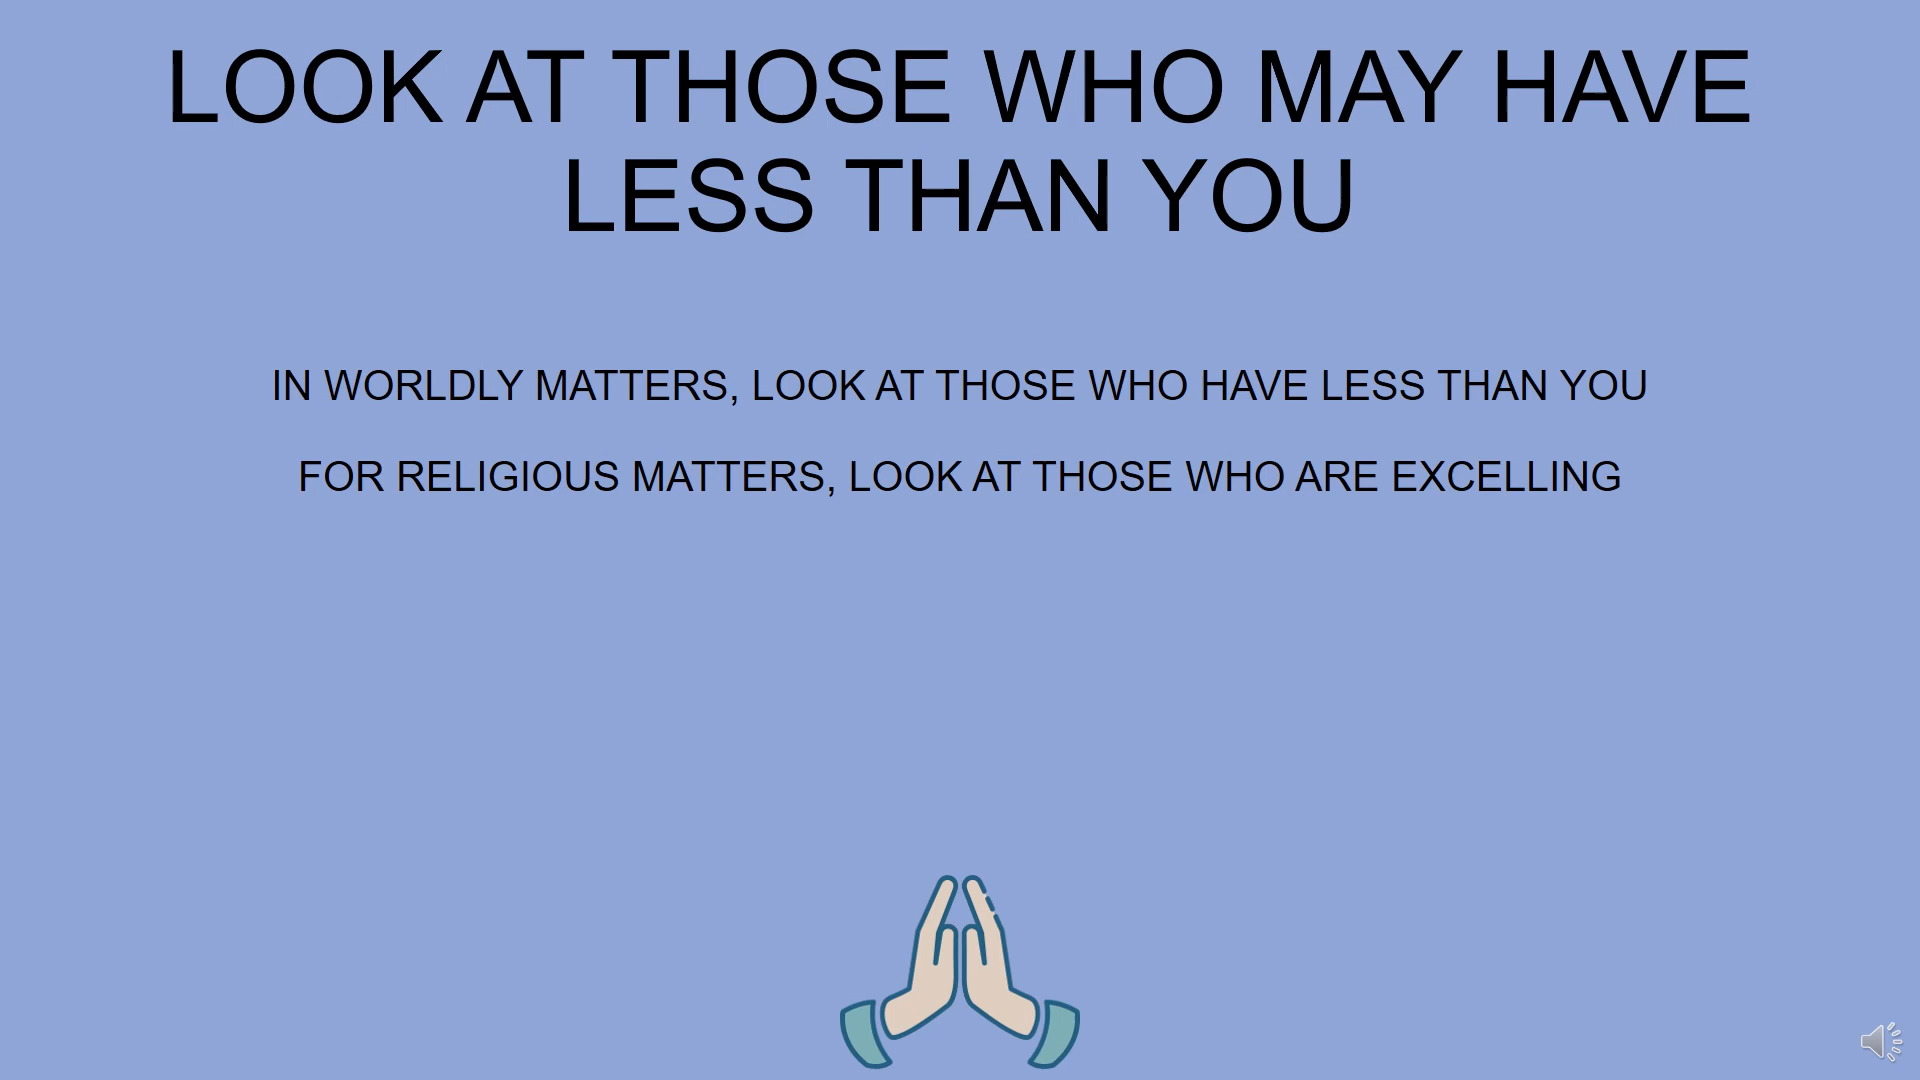 LOOK AT THOSE WHO MAY HAVE
LESS THAN YOU
IN WORLDLY MATTERS, LOOK AT THOSE WHO HAVE LESS THAN YOU
FOR RELIGIOUS MATTERS, LOOK AT THOSE WHO ARE EXCELLING